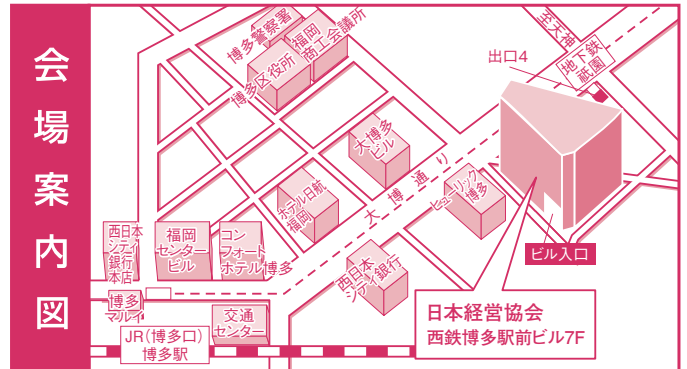 会場案内図
博多警察署
福岡
商工会議所
博多区役所
至天神
地下鉄
祇園
出口4
大博多
ビル
大博通り
ヒューリック
博多
ホテル日航
福岡
西日本
シティ
銀行
本店
福岡
センター
ビル
コン
フォート
ホテル博多
西日本
シティ銀行
ビル入口
博多
マルイ
交通
センター
JR(博多口)
博多駅
日本経営協会
西鉄博多駅前ビル7F